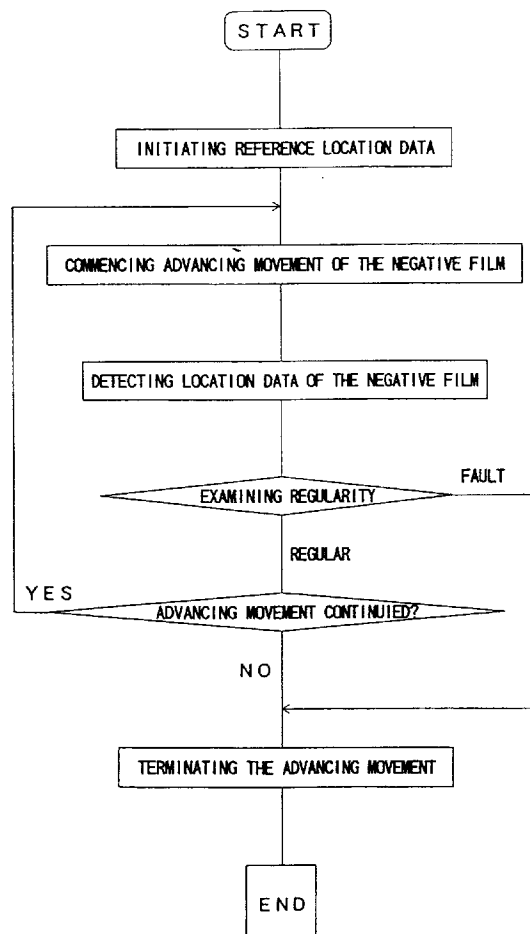 START
INITIATING REFERENCE LOCATION DATA
COMMENCING ADVANCING MOVEMENT OF THE NEGATIVE FILM
DETECTING LOCATION DATA OF THE NEGATIVE FILM
EXAMINING REGULARITY
FAULT
REGULAR
YES
ADVANCING MOVEMENT CONTINUIED?
NO
TERMINATING THE ADVANCING MOVEMENT
END